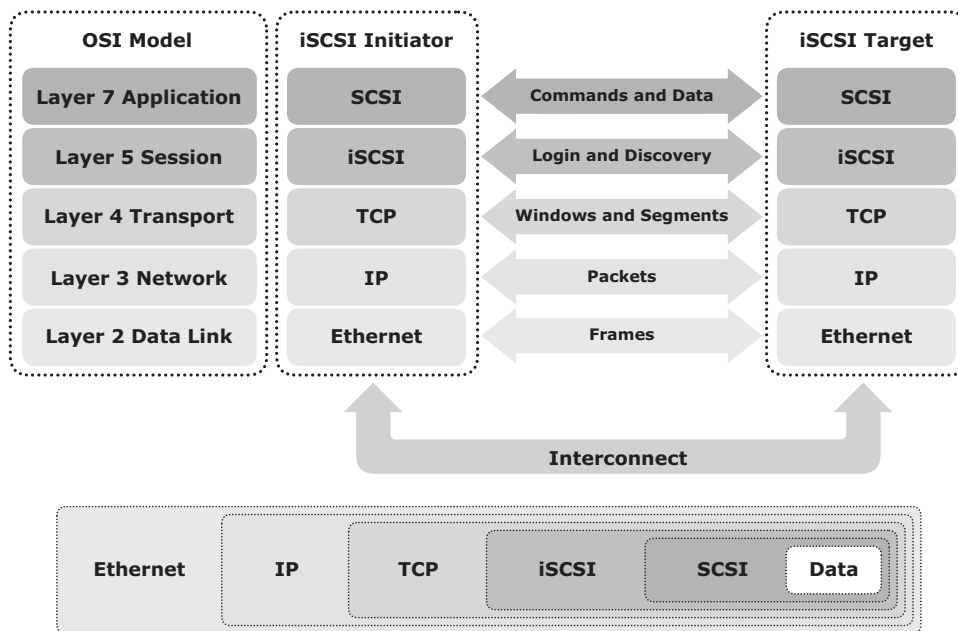 OSI Model
iSCSI Initiator
iSCSI Target
Layer 7 Application
SCSI
Commands and Data
SCSI
Layer 5 Session
iSCSI
Login and Discovery
iSCSI
Layer 4 Transport
TCP
Windows and Segments
TCP
Layer 3 Network
IP
Packets
IP
Layer 2 Data Link
Ethernet
Frames
Ethernet
Interconnect
Ethernet
IP
TCP
iSCSI
SCSI
Data